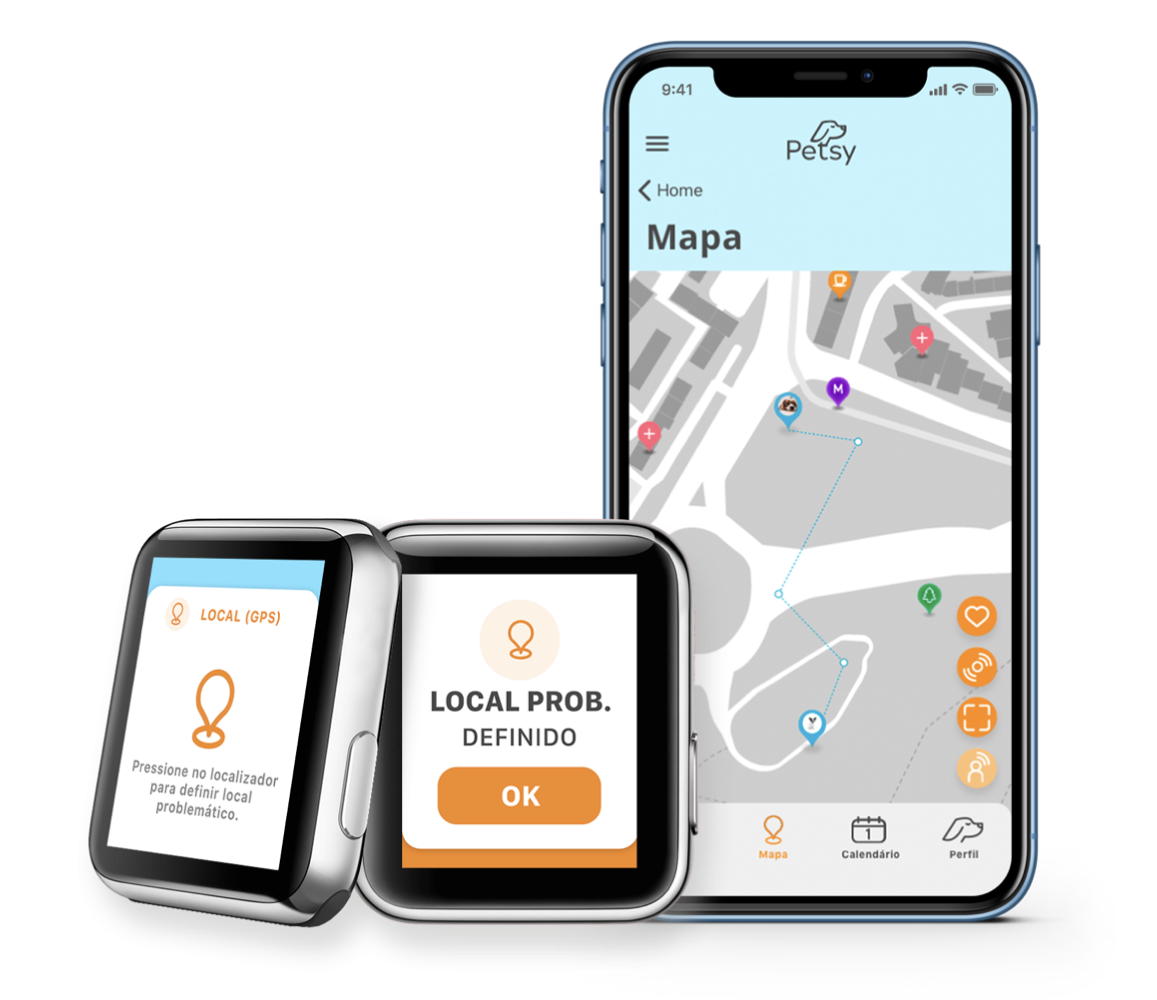 9:41
Petsy
Home
Mapa
M
LOCAL (GPS)
Pressione no localizador
para definir local
problemático.
LOCAL PROB.
DEFINIDO
OK
1
Mapa
Calendário
Perfil